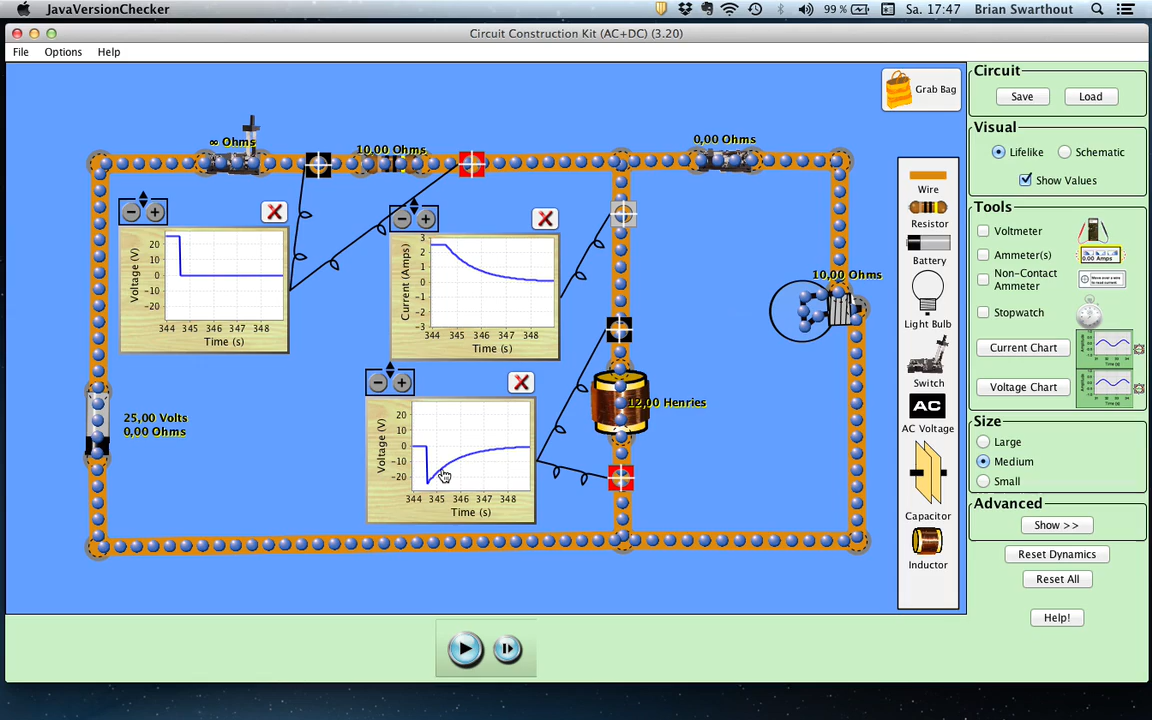 JavaVersionChecker
99 %
Sa. 17:47
Brian Swarthout
Circuit Construction Kit (AC+DC) (3.20)
File Options Help
Grab Bag
∞ Ohms
10,00 Ohms
0,00 Ohms
10,00 Ohms
25,00 Volts
0,00 Ohms
12,00 Henries
Voltage (V)
20
10
0
-10
-20
344 345 346 347 348
Time (s)
Current (Amps)
3
2
1
0
-1
-2
-3
344 345 346 347 348
Time (s)
Voltage (V)
20
10
0
-10
-20
344 345 346 347 348
Time (s)
Wire
Resistor
Battery
Light Bulb
Switch
AC
AC Voltage
Capacitor
Inductor
Circuit
Save Load
Visual
Lifelike Schematic
Show Values
Tools
Voltmeter
Ammeter(s)
0.00 Amps
Non-Contact
Ammeter
Stopwatch
Current Chart
Voltage Chart
Size
Large
Medium
Small
Advanced
Show >>
Reset Dynamics
Reset All
Help!